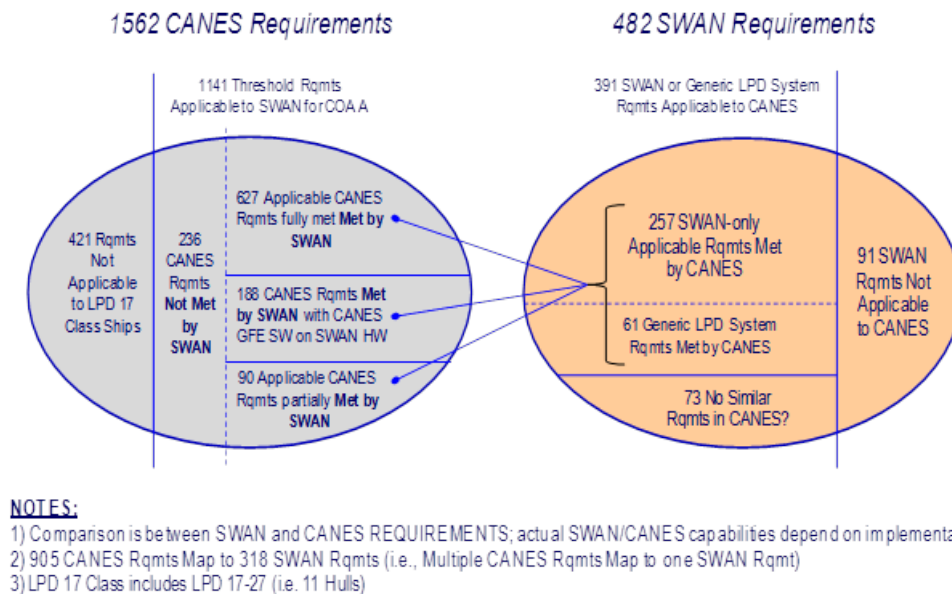 1562 CANES Requirements
482 SWAN Requirements
1141 Threshold Rqmts
Applicable to SWAN for COA A
391 SWAN or Generic LPD System
Rqmts Applicable to CANES
421 Rqmts
Not
Applicable
to LPD 17
Class Ships
236
CANES
Rqmts
Not Met
by
SWAN
627 Applicable CANES
Rqmts fully met Met by
SWAN
188 CANES Rqmts Met
by SWAN with CANES
GFE SW on SWAN HW
90 Applicable CANES
Rqmts partially Met by
SWAN
257 SWAN-only
Applicable Rqmts Met
by CANES
61 Generic LPD System
Rqmts Met by CANES
73 No Similar
Rqmts in CANES?
91 SWAN
Rqmts Not
Applicable
to CANES
NOTES:
1) Comparison is between SWAN and CANES REQUIREMENTS; actual SWAN/CANES capabilities depend on implementa
2) 905 CANES Rqmts Map to 318 SWAN Rqmts (i.e., Multiple CANES Rqmts Map to one SWAN Rqmt)
3) LPD 17 Class includes LPD 17-27 (i.e. 11 Hulls)